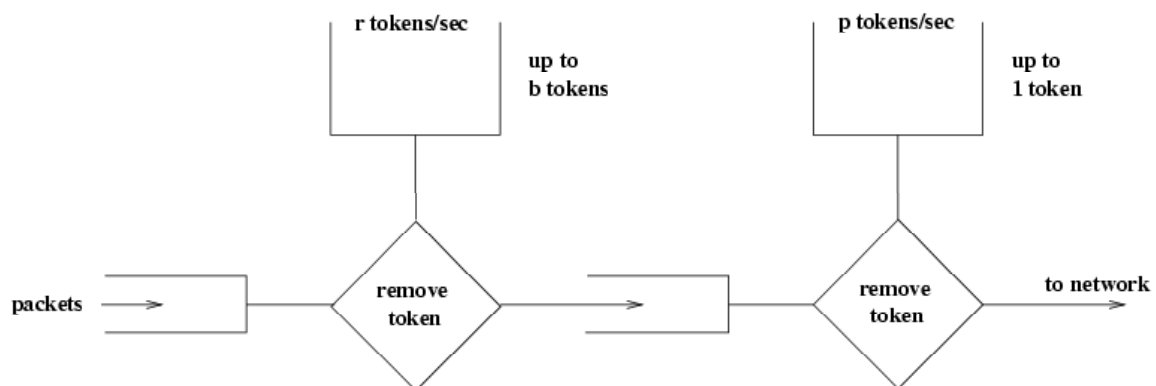 r tokens/sec
up to
b tokens
p tokens/sec
up to
1 token
packets
remove
token
remove
token
to network